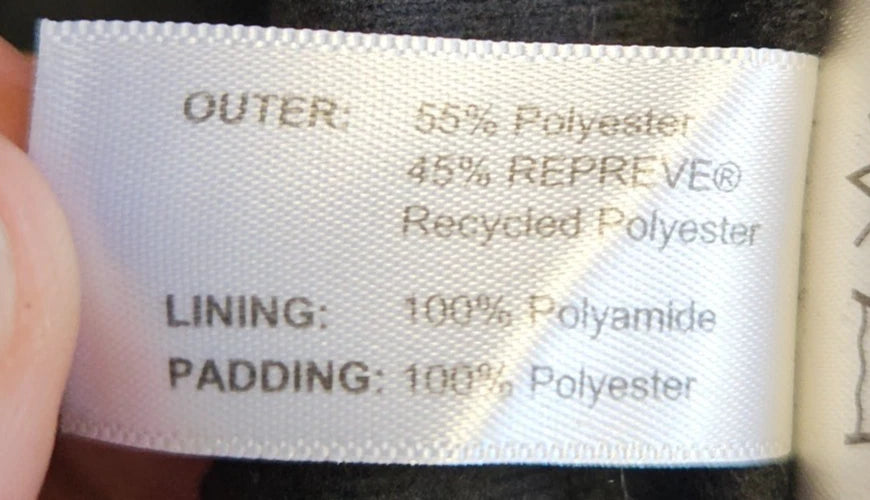 OUTER: 55% Polyester
45% REPREVE®
Recycled Polyester
LINING: 100% Polyamide
PADDING: 100% Polyester